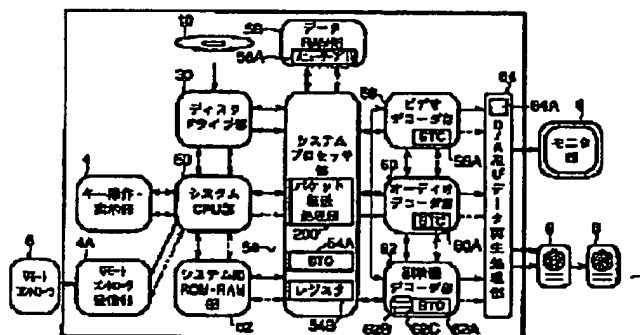 10
56
データ
RAM部
56A
30
ディスク
ドライブ部
58
ビデオ
デコーダ部
STC
58A
64
64A
D/A及びデータ再生処理部
モニタ
部
システム
プロセッサ
部
パケット
転送
処理部
200
60
オーディオ
デコーダ部
STC
60A
4
キー操作・
表示部
50
システム
CPU部
54
54A
STC
レジスタ
54B
62
副映像
デコーダ部
STC
62B
62C
62A
5
リモート
コントローラ
4A
リモート
コントローラ
受信部
システム用
ROM・RAM
部
52
6
8
8